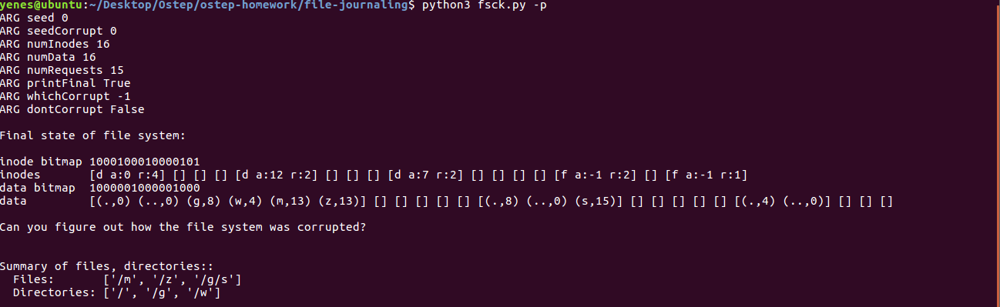 yenes@ubuntu:~/Desktop/Ostep/ostep-homework/file-journaling$ python3 fsck.py -p
ARG seed 0
ARG seedCorrupt 0
ARG numInodes 16
ARG numData 16
ARG numRequests 15
ARG printFinal True
ARG whichCorrupt -1
ARG dontCorrupt False
Final state of file system:
inode bitmap 1000100010000101
inodes       [d a:0 r:4] [] [] [] [d a:12 r:2] [] [] [] [d a:7 r:2] [] [] [] [] [f a:-1 r:2] [] [f a:-1 r:1]
data bitmap  1000001000001000
data         [(.,0) (..,0) (g,8) (w,4) (m,13) (z,13)] [] [] [] [] [] [(.,8) (..,0) (s,15)] [] [] [] [] [] [(.,4) (..,0)] [] [] []
Can you figure out how the file system was corrupted?
Summary of files, directories::
  Files:       ['/m', '/z', '/g/s']
  Directories: ['/', '/g', '/w']